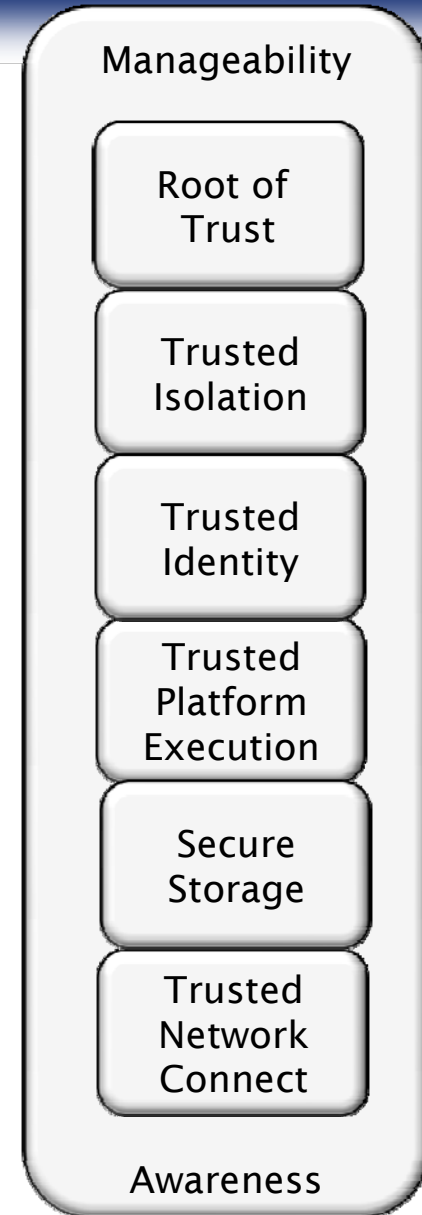 Manageability
Root of
Trust
Trusted
Isolation
Trusted
Identity
Trusted
Platform
Execution
Secure
Storage
Trusted
Network
Connect
Awareness